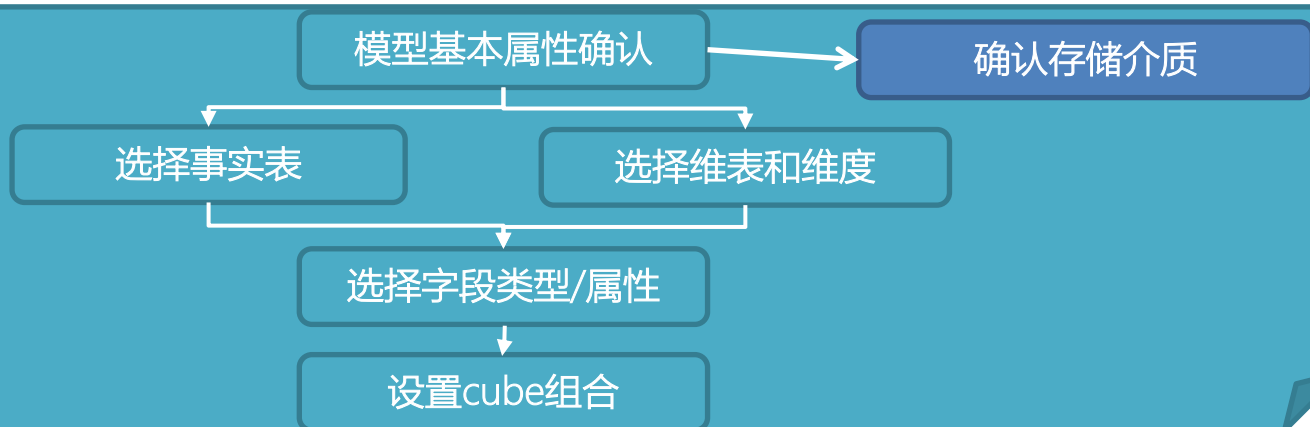 模型基本属性确认
确认存储介质
选择事实表
选择维表和维度
选择字段类型/属性
设置cube组合